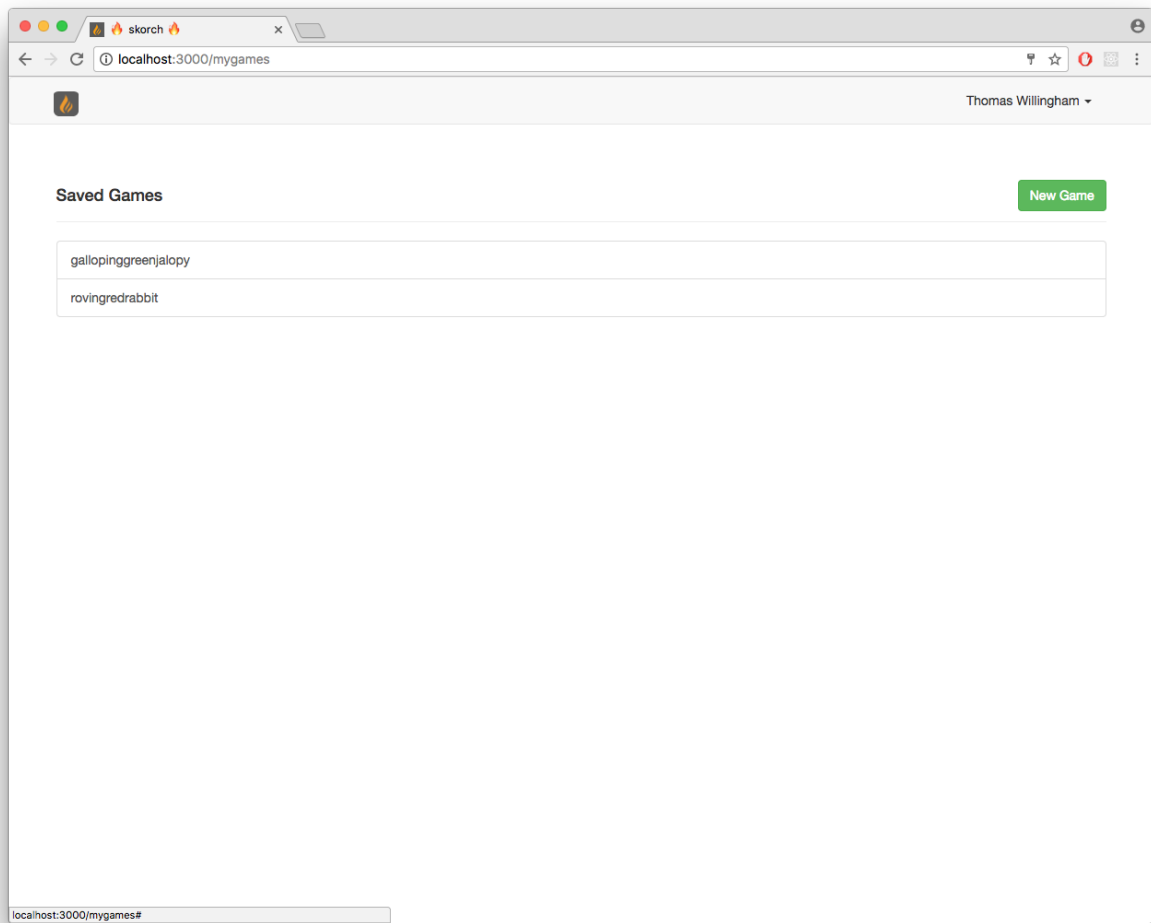 🔥 skorch 🔥
localhost:3000/mygames
Thomas Willingham
Saved Games
New Game
gallopinggreenjalopy
rovingredrabbit
localhost:3000/mygames#